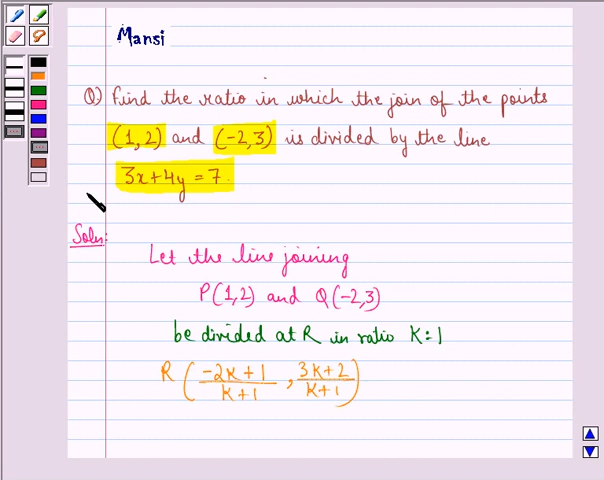 Mansi
Q) Find the ratio in which the join of the points
(1,2) and (-2,3) is divided by the line
3x+4y = 7.
Soln:
Let the line joining
P(1,2) and Q(-2,3)
be divided at R in ratio K:1
R ( (-2k+1)/(k+1) , (3k+2)/(k+1) )